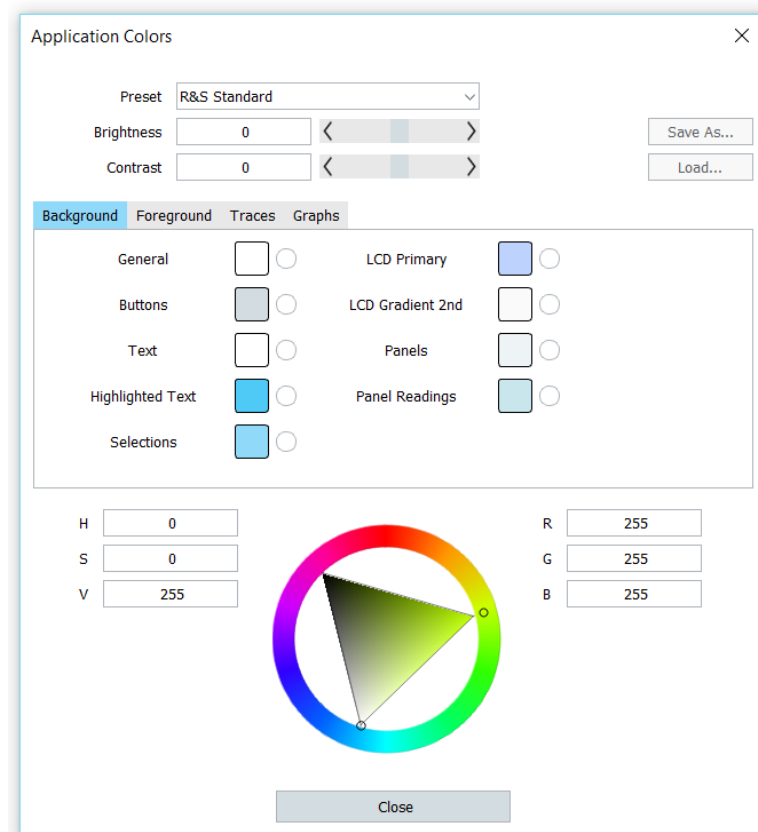 Application Colors
Preset R&S Standard
Brightness 0 Save As...
Contrast 0 Load...
Background Foreground Traces Graphs
General LCD Primary
Buttons LCD Gradient 2nd
Text Panels
Highlighted Text Panel Readings
Selections
H 0 R 255
S 0 G 255
V 255 B 255
Close